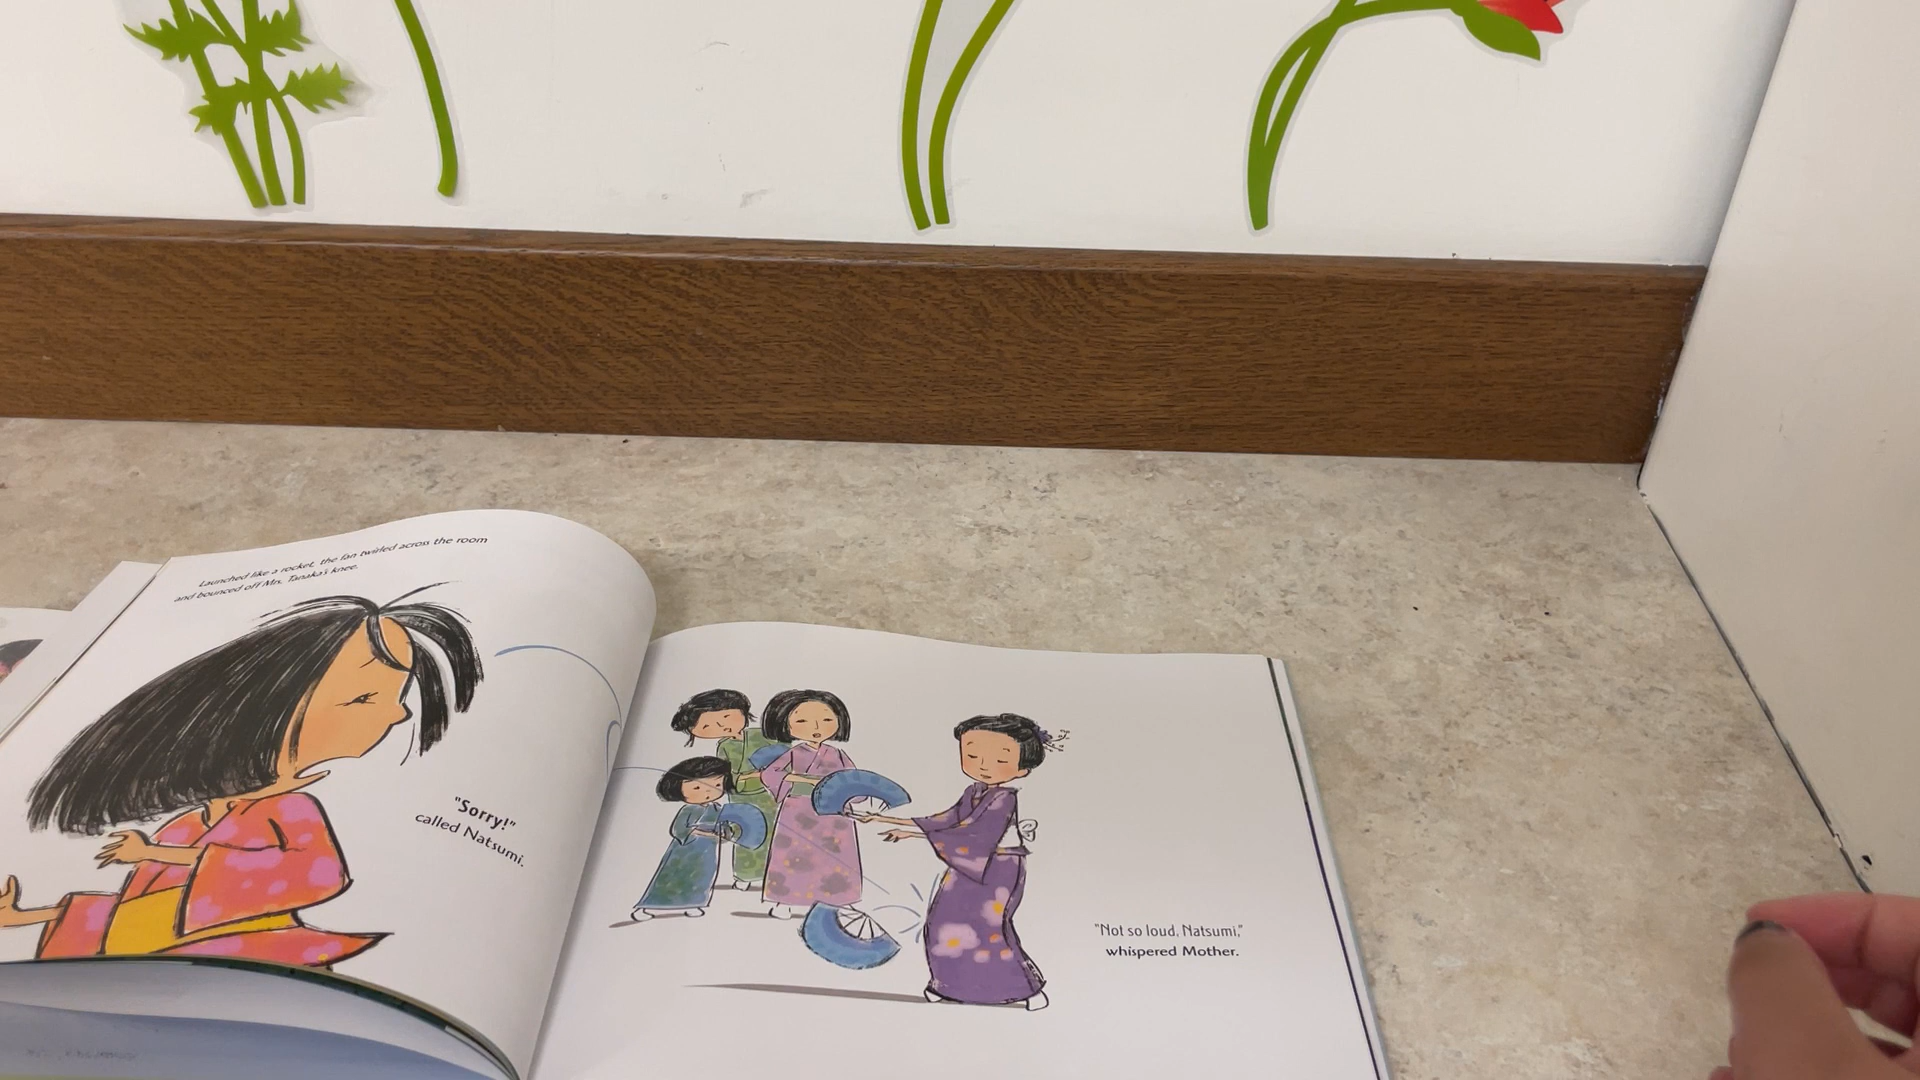 Launched like a rocket, the fan twirled across the room
and bounced off Mrs. Tanaka's knee.
"Sorry!"
called Natsumi.
"Not so loud, Natsumi,"
whispered Mother.